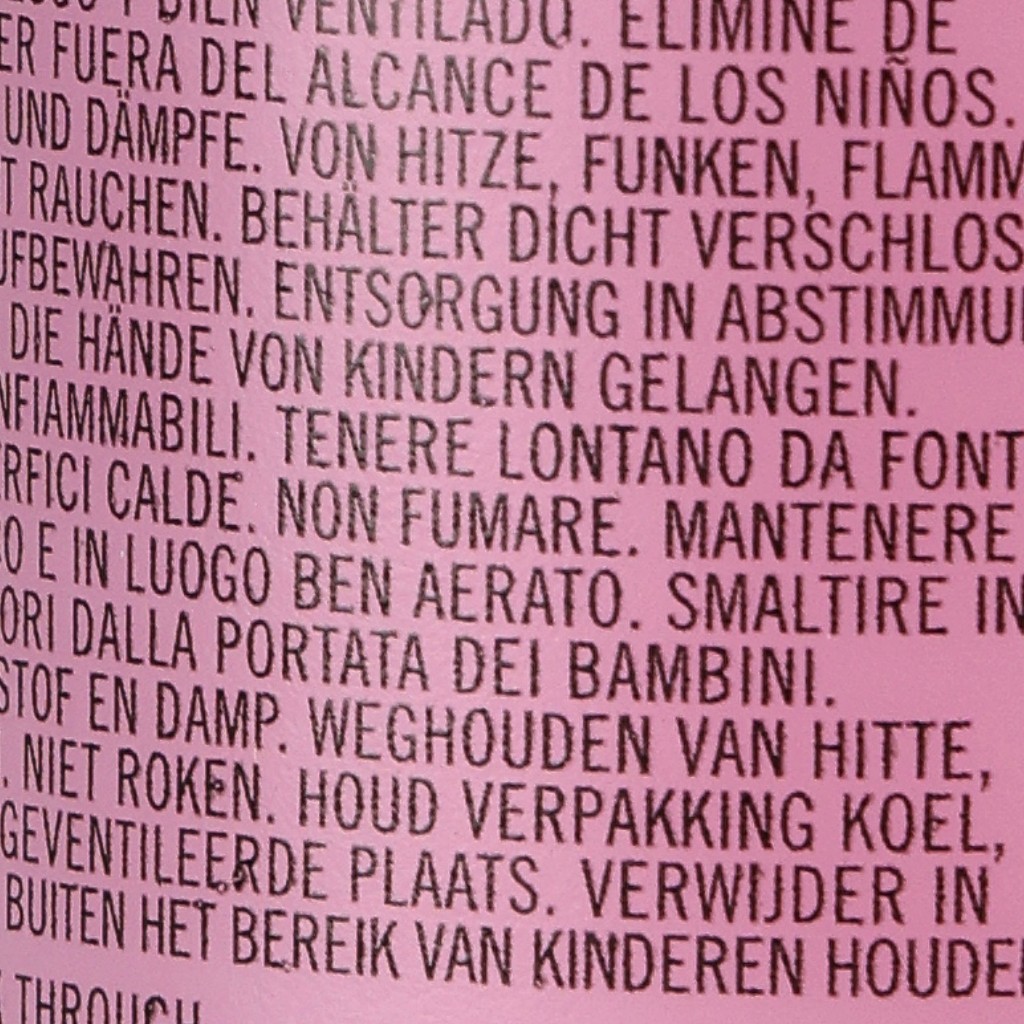 Y BIEN VENTILADO. ELIMINE DE
FUERA DEL ALCANCE DE LOS NIÑOS.
UND DÄMPFE. VON HITZE, FUNKEN, FLAMM
T RAUCHEN. BEHÄLTER DICHT VERSCHLOS
UFBEWAHREN. ENTSORGUNG IN ABSTIMMU
DIE HÄNDE VON KINDERN GELANGEN.
NFIAMMABILI. TENERE LONTANO DA FONT
RFICI CALDE. NON FUMARE. MANTENERE
O E IN LUOGO BEN AERATO. SMALTIRE IN
ORI DALLA PORTATA DEI BAMBINI.
STOF EN DAMP. WEGHOUDEN VAN HITTE,
. NIET ROKEN. HOUD VERPAKKING KOEL,
GEVENTILEERDE PLAATS. VERWIJDER IN
BUITEN HET BEREIK VAN KINDEREN HOUDE
THROUGH